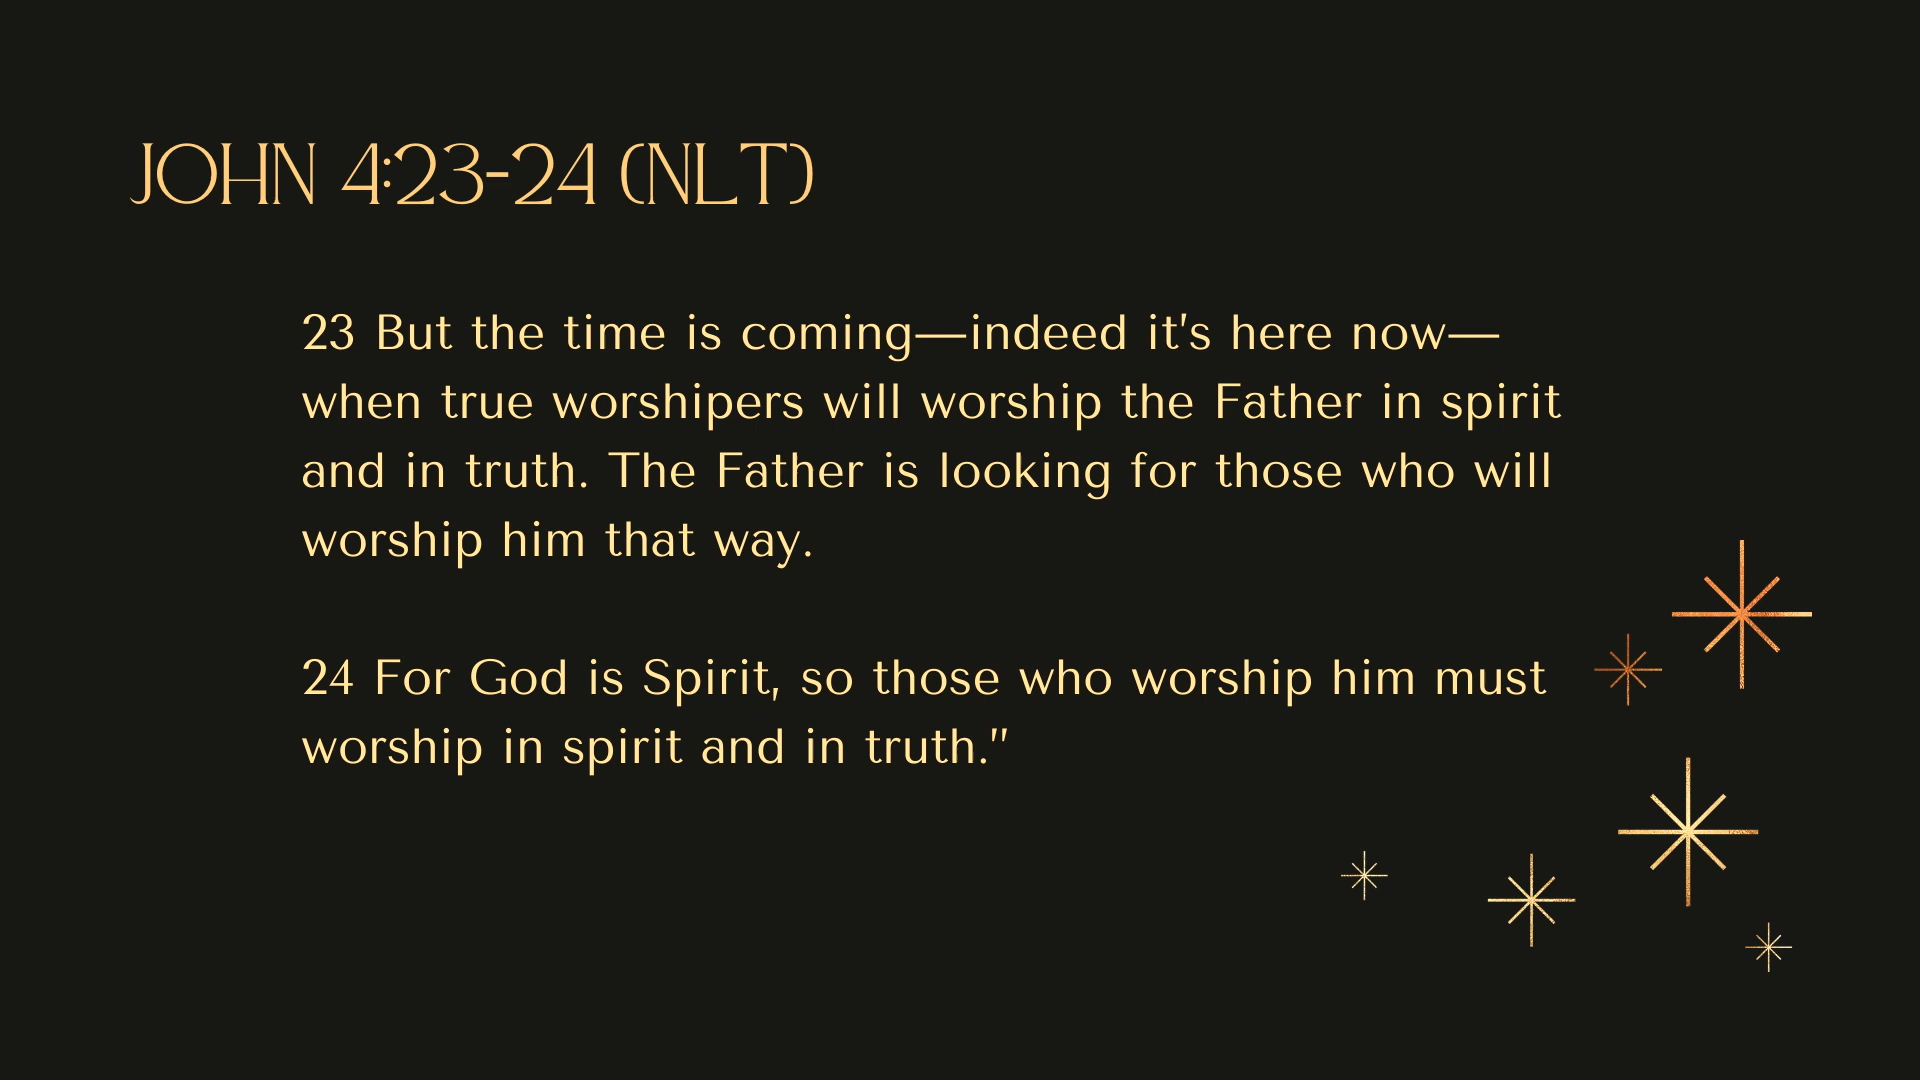 JOHN 4:23-24 (NLT)
23 But the time is coming—indeed it's here now—
when true worshipers will worship the Father in spirit
and in truth. The Father is looking for those who will
worship him that way.
24 For God is Spirit, so those who worship him must
worship in spirit and in truth.”